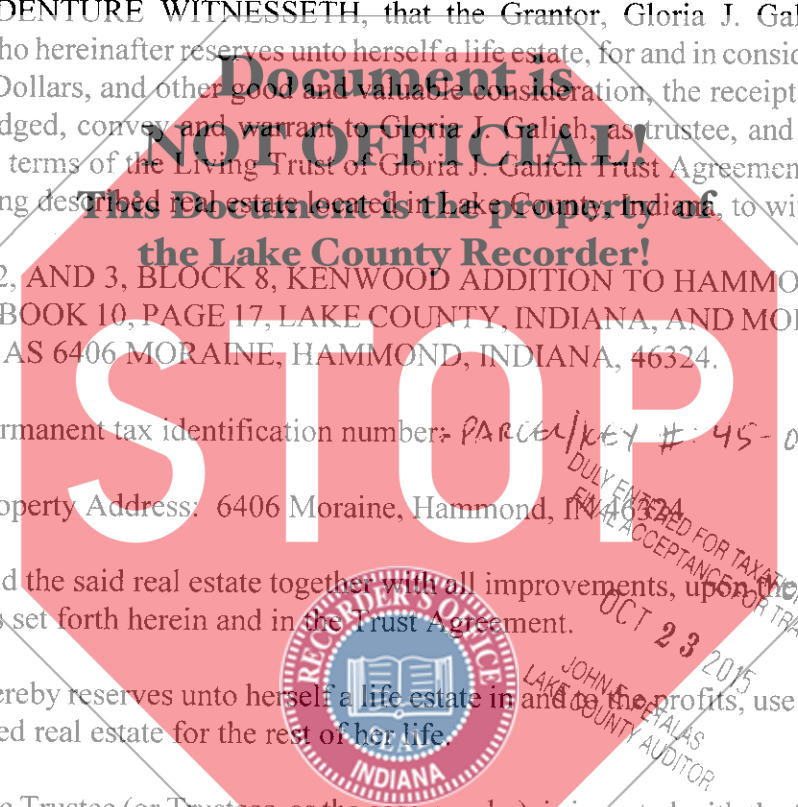 DENTURE WITNESSETH, that the Grantor, Gloria J. Gal
ho hereinafter reserves unto herself a life estate, for and in consid
Document is
Dollars, and other good and valuable consideration, the receipt
dged, convey and warrant to Gloria J. Galich, as trustee, and
NOT OFFICIAL!
terms of the Living Trust of Gloria J. Galich Trust Agreemen
ng described real estate located in Lake County, Indiana, to wi
This Document is the property of
the Lake County Recorder!
2, AND 3, BLOCK 8, KENWOOD ADDITION TO HAMMO
BOOK 10, PAGE 17, LAKE COUNTY, INDIANA, AND MO
AS 6406 MORAINE, HAMMOND, INDIANA, 46324.
STOP
rmanent tax identification number: PARCEL/KEY #: 45-0
operty Address: 6406 Moraine, Hammond, IN 46324
DULY ENTERED FOR TAXATION
FINAL ACCEPTANCE FOR TRA
d the said real estate together with all improvements, upon the
s set forth herein and in the Trust Agreement.
OCT 23 2015
RECORDER'S OFFICE
SEAL
INDIANA
ereby reserves unto herself a life estate in and to the profits, use
ed real estate for the rest of her life.
JOHN E. PETALAS
LAKE COUNTY AUDITOR